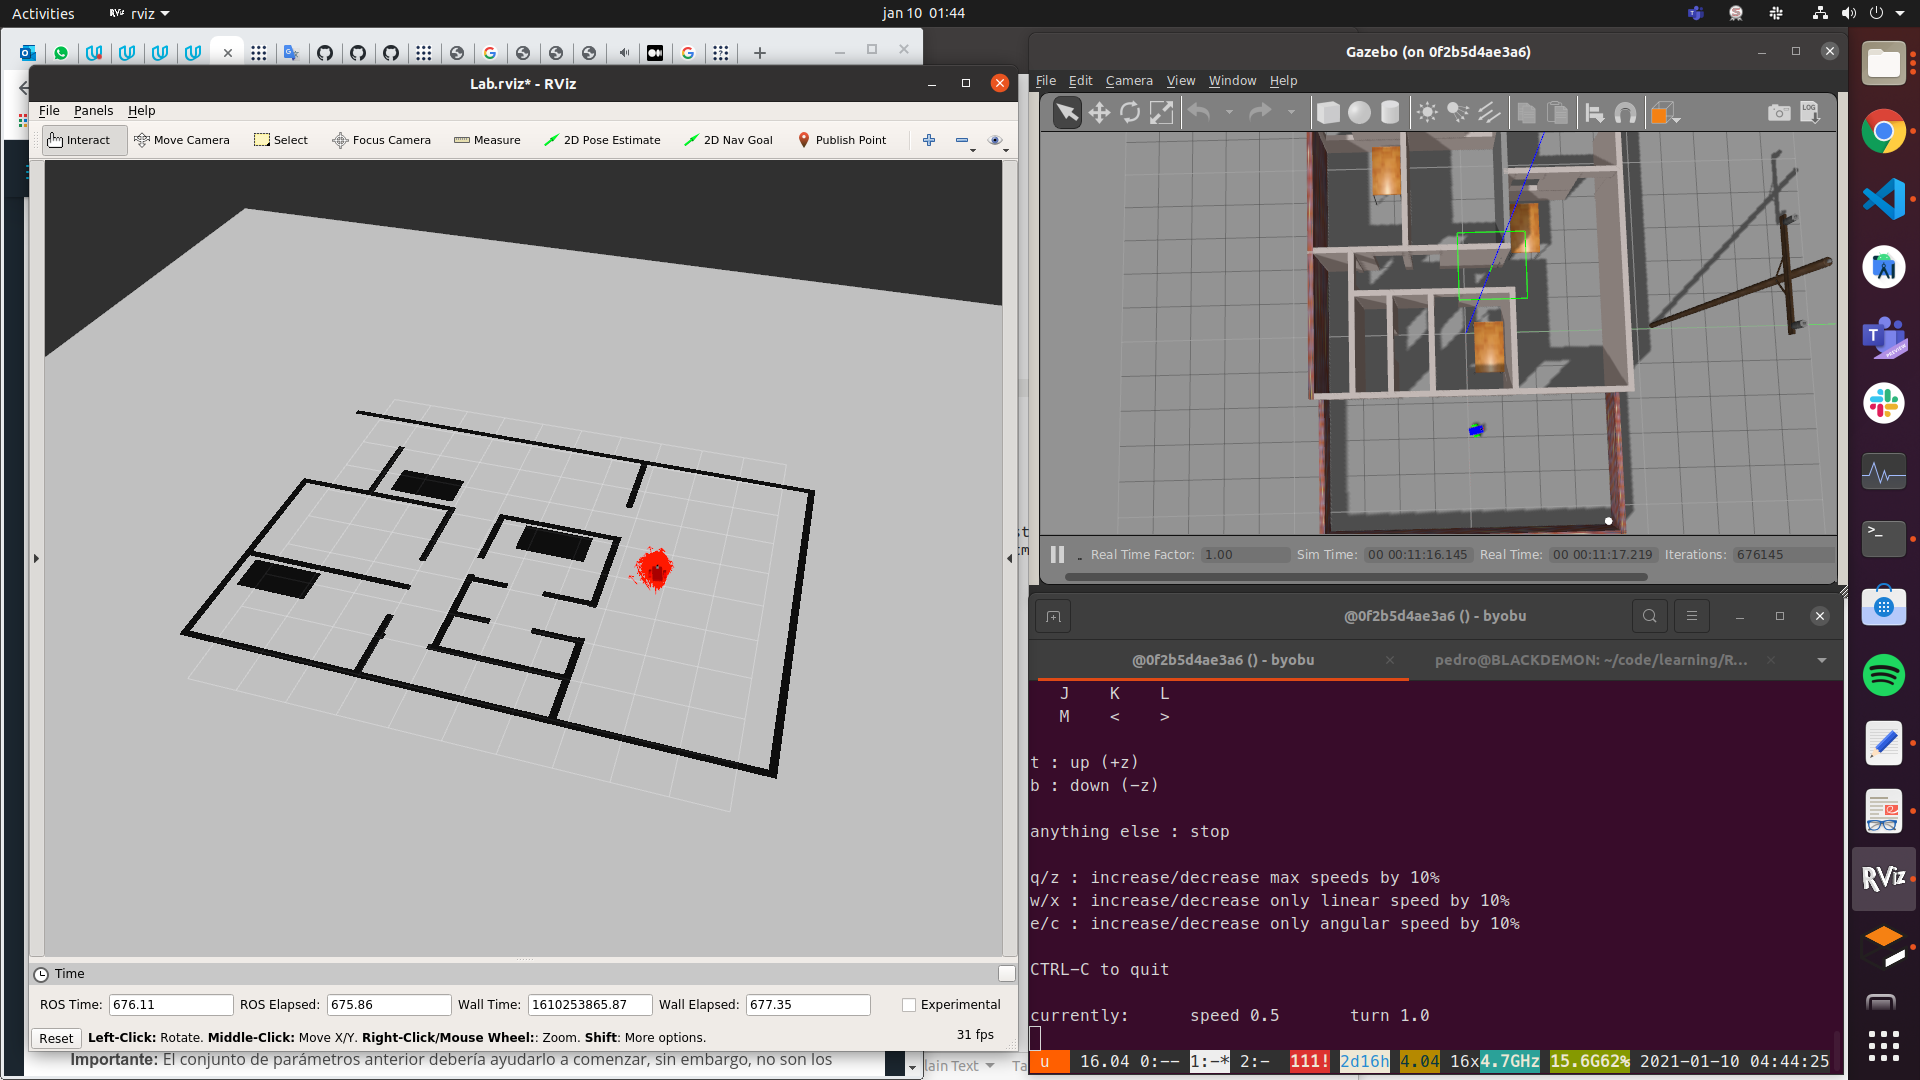 Activities
RViz rviz
jan 10 01:44
Lab.rviz* - RViz
File Panels Help
Interact
Move Camera
Select
Focus Camera
Measure
2D Pose Estimate
2D Nav Goal
Publish Point
Time
ROS Time: 676.11 ROS Elapsed: 675.86 Wall Time: 1610253865.87 Wall Elapsed: 677.35 Experimental
Reset Left-Click: Rotate. Middle-Click: Move X/Y. Right-Click/Mouse Wheel:: Zoom. Shift: More options. 31 fps
Importante: El conjunto de parámetros anterior debería ayudarlo a comenzar, sin embargo, no son los
lain Text Ta
st
tm
Gazebo (on 0f2b5d4ae3a6)
File Edit Camera View Window Help
LOG
Real Time Factor: 1.00 Sim Time: 00 00:11:16.145 Real Time: 00 00:11:17.219 Iterations: 676145
@0f2b5d4ae3a6 () - byobu
@0f2b5d4ae3a6 () - byobu
pedro@BLACKDEMON: ~/code/learning/R...
J K L
M < >
t : up (+z)
b : down (-z)
anything else : stop
q/z : increase/decrease max speeds by 10%
w/x : increase/decrease only linear speed by 10%
e/c : increase/decrease only angular speed by 10%
CTRL-C to quit
currently: speed 0.5 turn 1.0
u 16.04 0:-- 1:-* 2:- 111! 2d16h 4.04 16x4.7GHz 15.6G62% 2021-01-10 04:44:25
PREVIEW
RViz